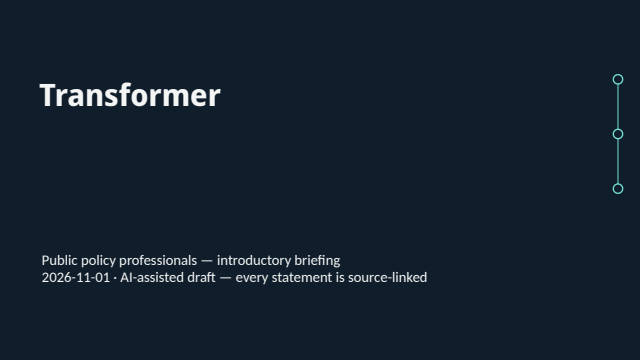 Transformer
Public policy professionals — introductory briefing
2026-11-01 · AI-assisted draft — every statement is source-linked